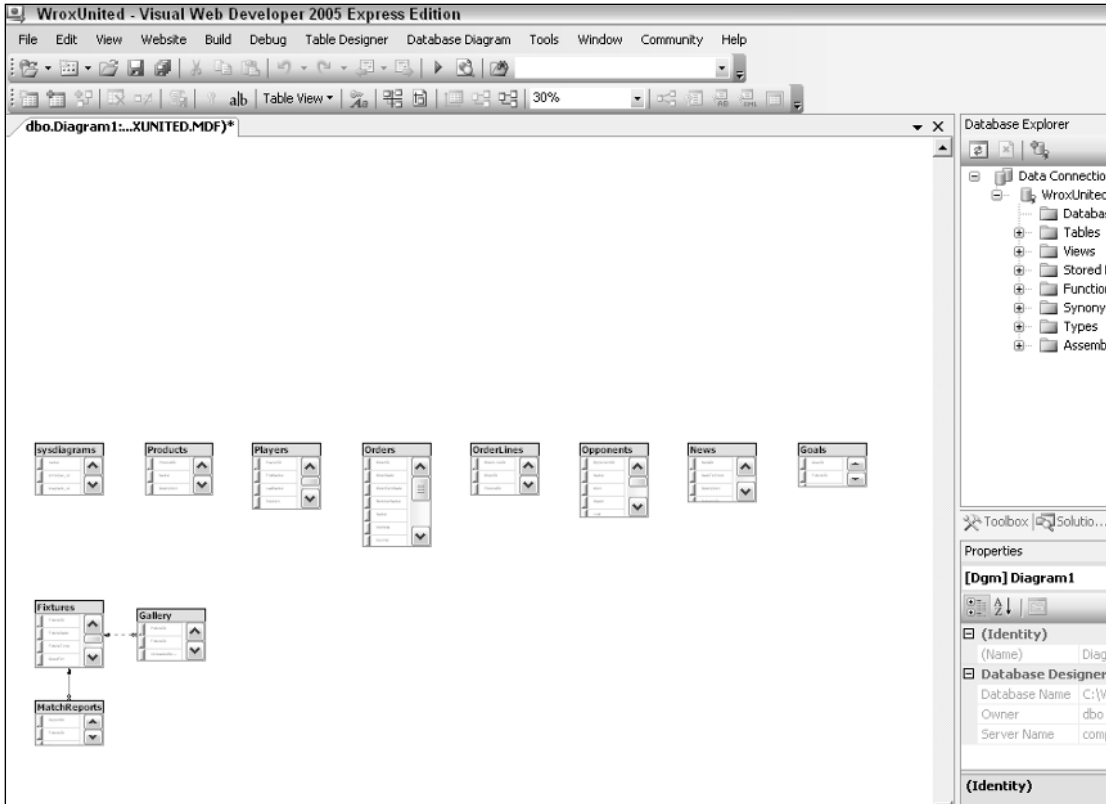 WroxUnited - Visual Web Developer 2005 Express Edition
File Edit View Website Build Debug Table Designer Database Diagram Tools Window Community Help
a|b Table View 30%
dbo.Diagram1:...XUNITED.MDF)*
Database Explorer
Data Connectio
WroxUnited
Databas
Tables
Views
Stored
Function
Synony
Types
Assemb
sysdiagrams Products Players Orders OrderLines Opponents News Goals
Fixtures
Gallery
MatchReports
Toolbox Solutio...
Properties
[Dgm] Diagram1
(Identity)
(Name) Diag
Database Designer
Database Name C:\W
Owner dbo
Server Name comp
(Identity)